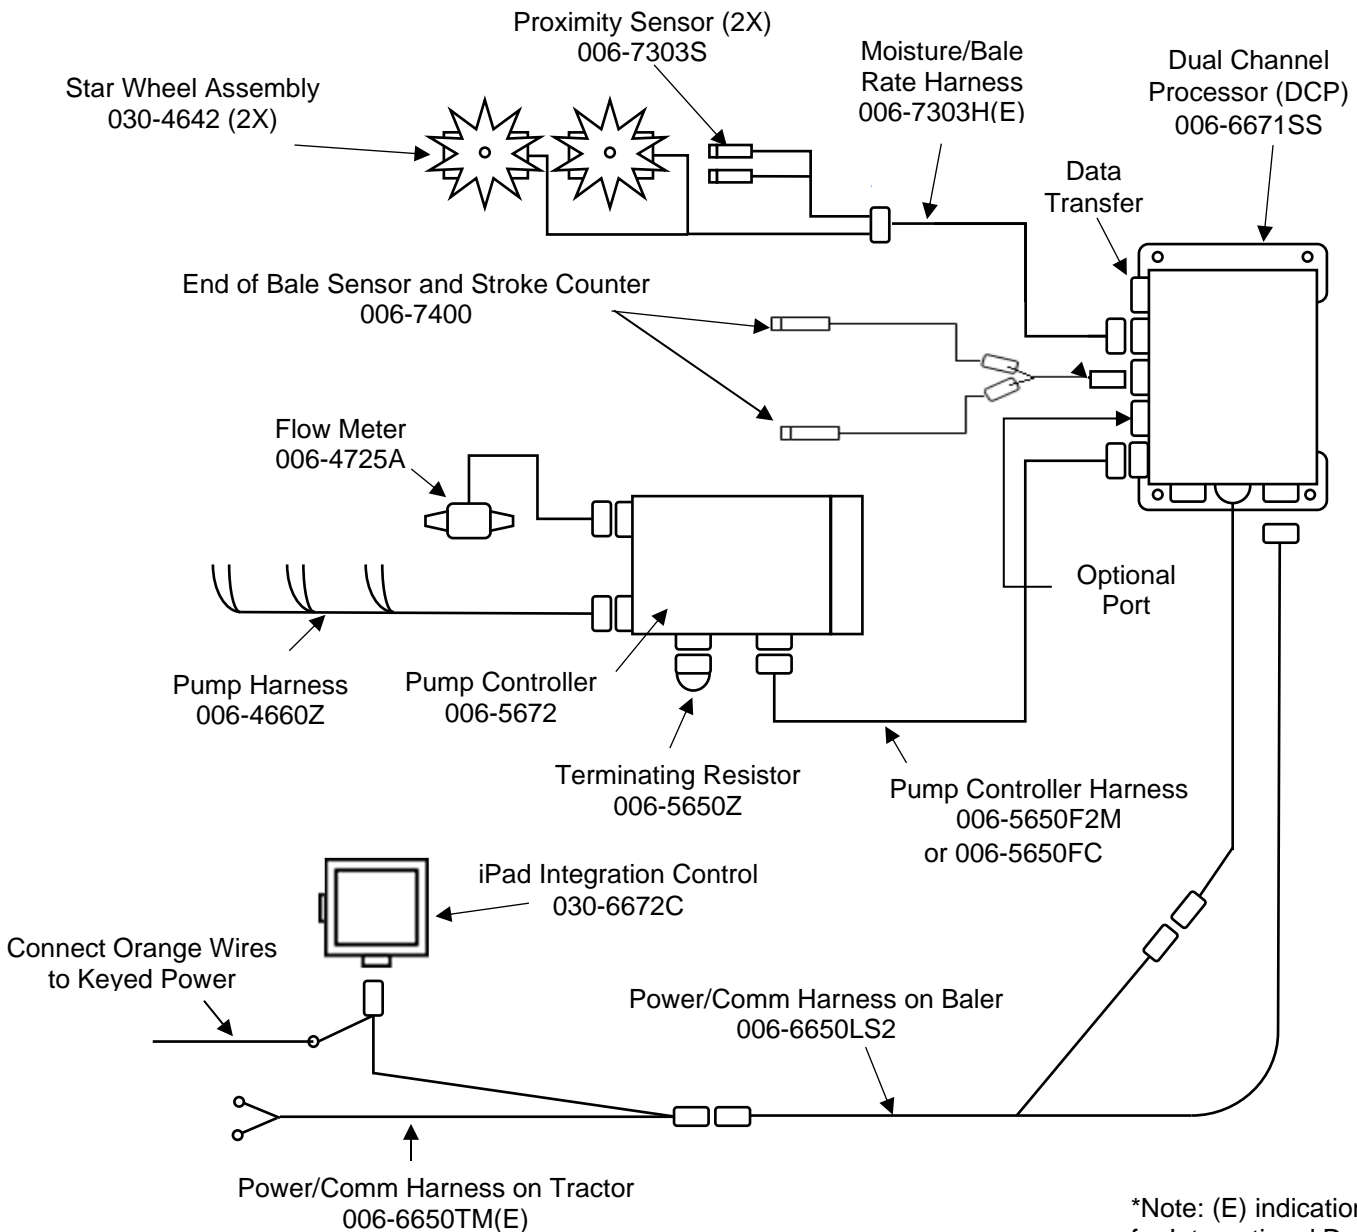 Proximity Sensor (2X)
006-7303S
Moisture/Bale
Rate Harness
006-7303H(E)
Dual Channel
Processor (DCP)
006-6671SS
Star Wheel Assembly
030-4642 (2X)
Data
Transfer
End of Bale Sensor and Stroke Counter
006-7400
Flow Meter
006-4725A
Optional
Port
Pump Harness
006-4660Z
Pump Controller
006-5672
Terminating Resistor
006-5650Z
Pump Controller Harness
006-5650F2M
or 006-5650FC
iPad Integration Control
030-6672C
Connect Orange Wires
to Keyed Power
Power/Comm Harness on Baler
006-6650LS2
Power/Comm Harness on Tractor
006-6650TM(E)
*Note: (E) indication